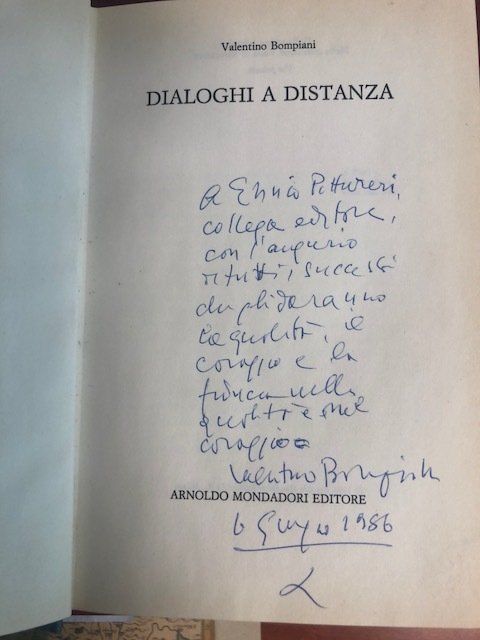 Valentino Bompiani
DIALOGHI A DISTANZA
A Ennio
collega editore,
con l'augurio
di tutti i successi
che gli daranno
la qualità, il
coraggio e la
fiducia nella
qualità e nel
coraggio
Valentino Bompiani
ARNOLDO MONDADORI EDITORE
6 Giugno 1986